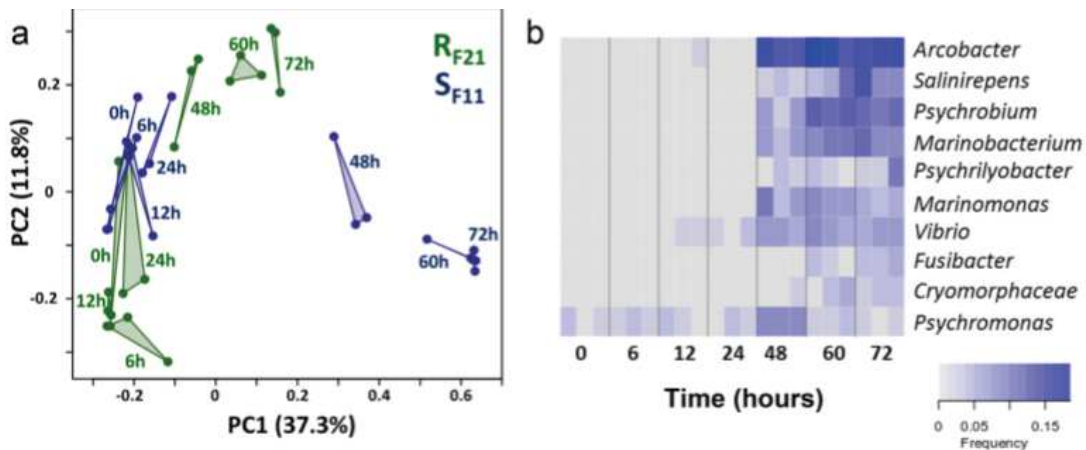 a
R_F21
S_F11
60h
72h
48h
0h
6h
24h
12h
0h
24h
12h
6h
48h
72h
60h
0.2
0
-0.2
PC2 (11.8%)
-0.2
0
0.2
0.4
0.6
PC1 (37.3%)
b
Arcobacter
Salinirepens
Psychrobium
Marinobacterium
Psychrilyobacter
Marinomonas
Vibrio
Fusibacter
Cryomorphaceae
Psychromonas
0 6 12 24 48 60 72
Time (hours)
0 0.05 0.15
Frequency